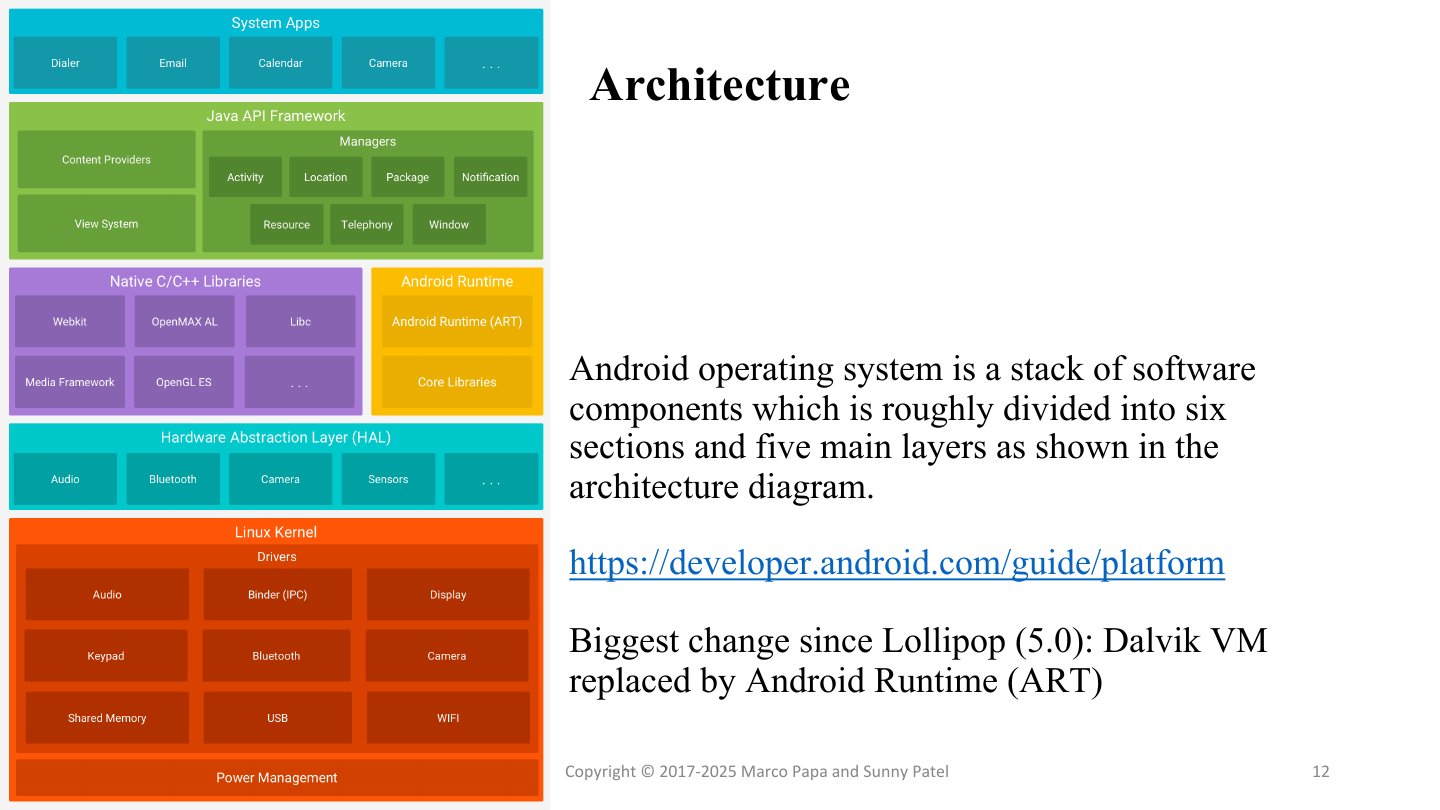 System Apps
Dialer
Email
Calendar
Camera
. . .
Java API Framework
Content Providers
View System
Managers
Activity
Location
Package
Notification
Resource
Telephony
Window
Native C/C++ Libraries
Webkit
OpenMAX AL
Libc
Media Framework
OpenGL ES
. . .
Android Runtime
Android Runtime (ART)
Core Libraries
Hardware Abstraction Layer (HAL)
Audio
Bluetooth
Camera
Sensors
. . .
Linux Kernel
Drivers
Audio
Binder (IPC)
Display
Keypad
Bluetooth
Camera
Shared Memory
USB
WIFI
Power Management
Architecture
Android operating system is a stack of software
components which is roughly divided into six
sections and five main layers as shown in the
architecture diagram.
https://developer.android.com/guide/platform
Biggest change since Lollipop (5.0): Dalvik VM
replaced by Android Runtime (ART)
Copyright © 2017-2025 Marco Papa and Sunny Patel
12